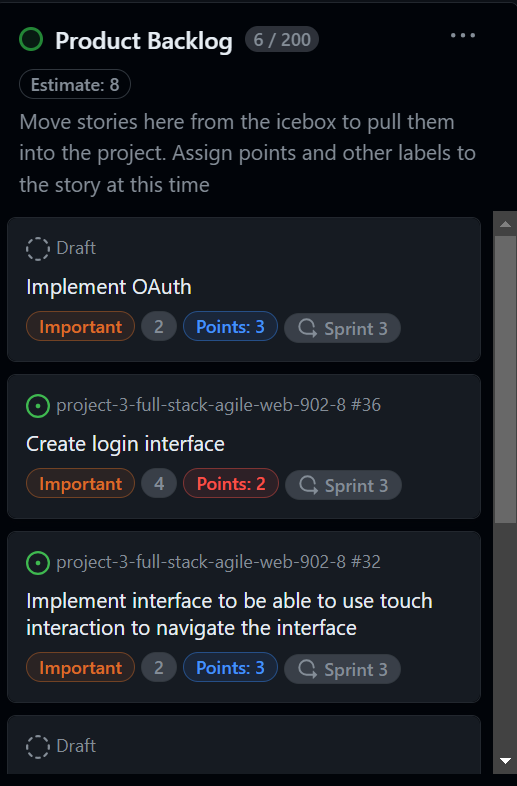 Product Backlog 6 / 200
Estimate: 8
Move stories here from the icebox to pull them
into the project. Assign points and other labels to
the story at this time
Draft
Implement OAuth
Important 2 Points: 3 Sprint 3
project-3-full-stack-agile-web-902-8 #36
Create login interface
Important 4 Points: 2 Sprint 3
project-3-full-stack-agile-web-902-8 #32
Implement interface to be able to use touch
interaction to navigate the interface
Important 2 Points: 3 Sprint 3
Draft